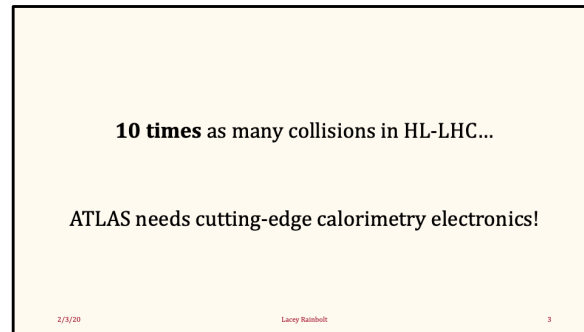 10 times as many collisions in HL-LHC…
ATLAS needs cutting-edge calorimetry electronics!
2/3/20 Lacey Rainbolt 3